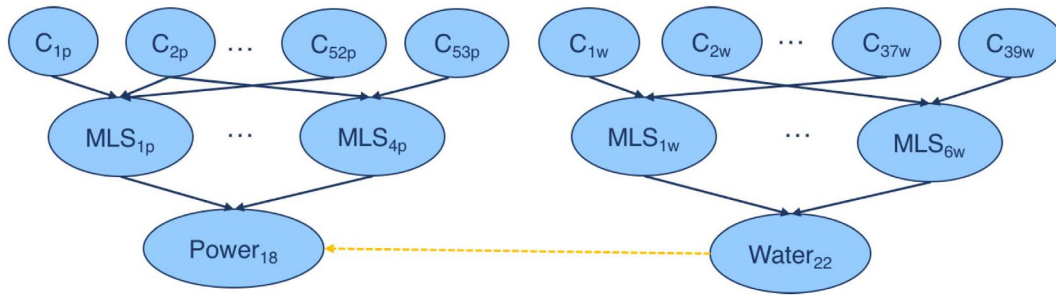 C₁ₚ C₂ₚ ... C₅₂ₚ C₅₃ₚ C₁w C₂w ... C₃₇w C₃₉w
MLS₁ₚ ... MLS₄ₚ MLS₁w ... MLS₆w
Power₁₈ Water₂₂